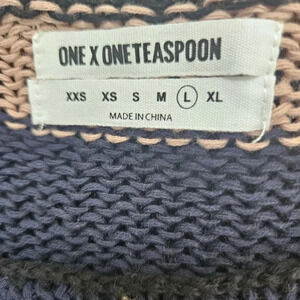 ONE X ONETEASPOON
XXS XS S M L XL
MADE IN CHINA